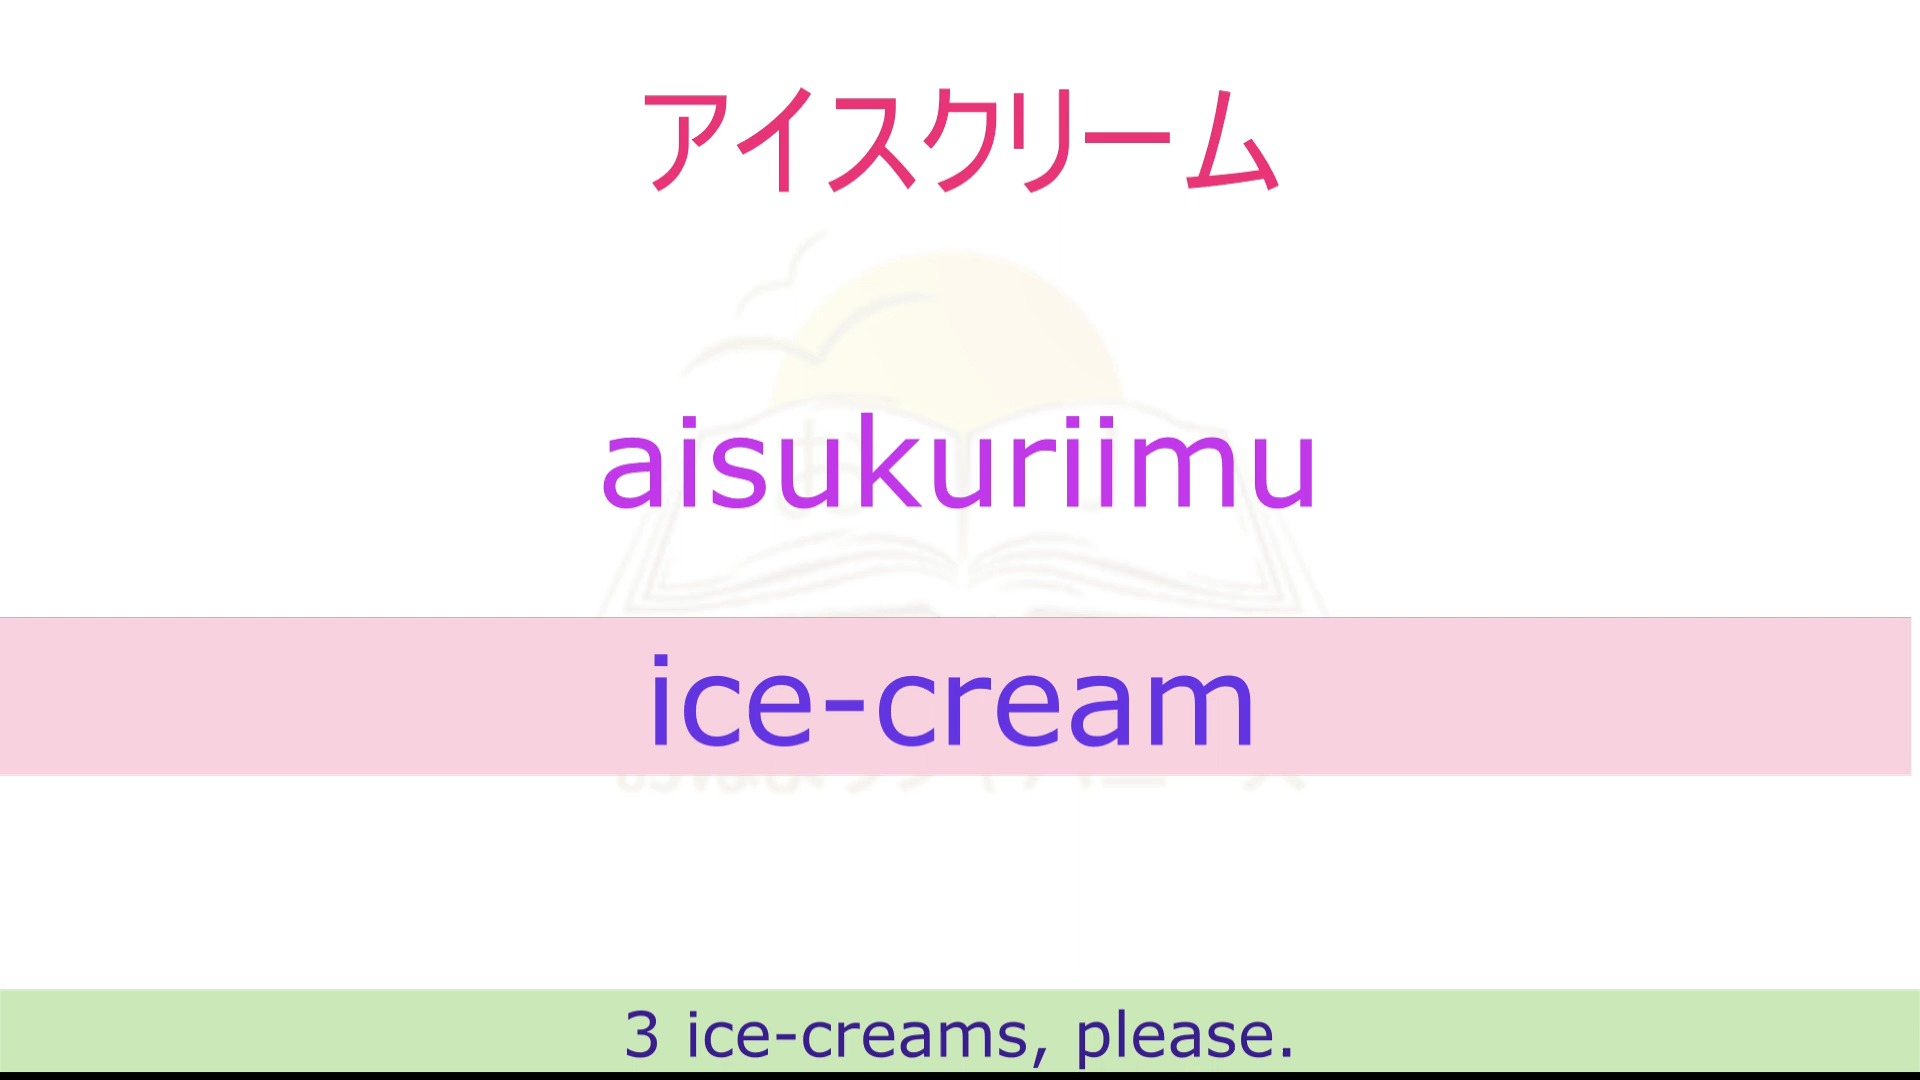 アイスクリーム
aisukuriimu
ice-cream
3 ice-creams, please.